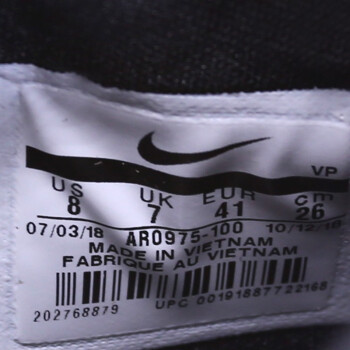 VP
US UK EUR cm
8 7 41 26
07/03/18 AR0975-100 10/12/18
MADE IN VIETNAM
FABRIQUE AU VIETNAM
UPC 00191887722168
202768879